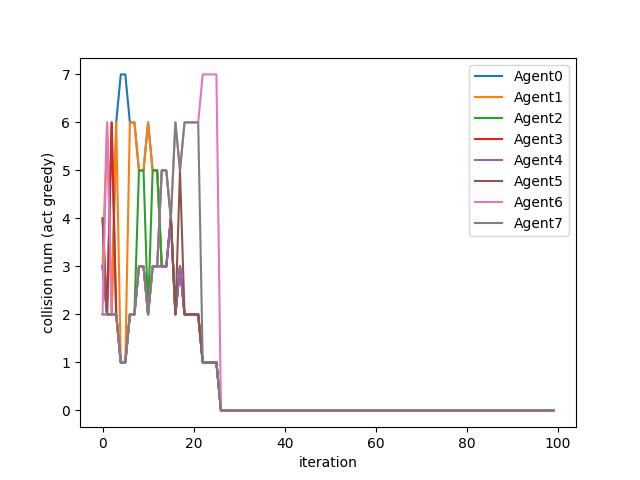 7
6
5
4
3
2
1
0
collision num (act greedy)
0
20
40
60
80
100
iteration
Agent0
Agent1
Agent2
Agent3
Agent4
Agent5
Agent6
Agent7